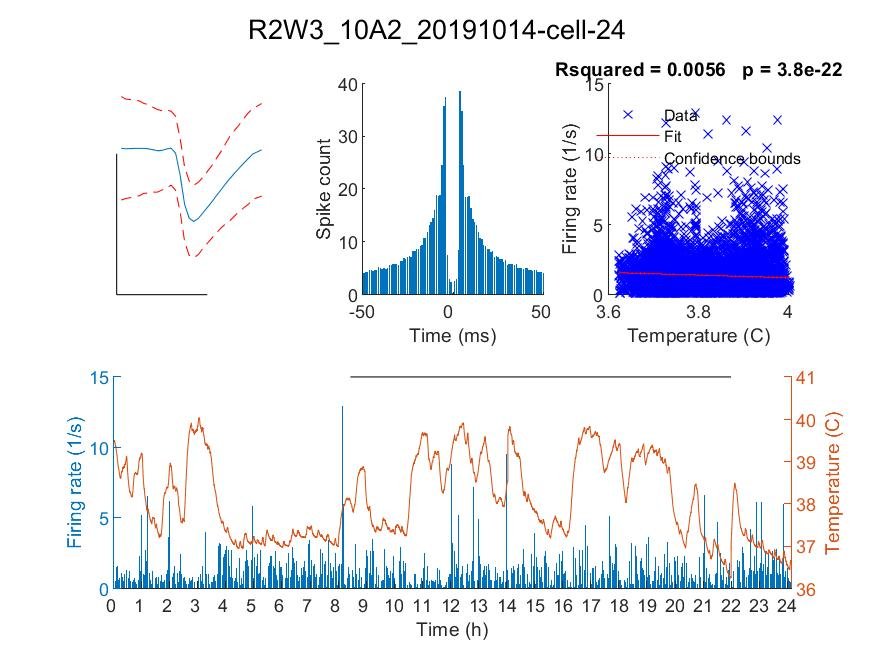 R2W3_10A2_20191014-cell-24
Rsquared = 0.0056   p = 3.8e-22
40
30
20
10
0
Spike count
-50
0
50
Time (ms)
15
10
5
0
Firing rate (1/s)
Data
Fit
Confidence bounds
3.6
3.8
4
Temperature (C)
15
10
5
0
Firing rate (1/s)
41
40
39
38
37
36
Temperature (C)
0 1 2 3 4 5 6 7 8 9 10 11 12 13 14 15 16 17 18 19 20 21 22 23 24
Time (h)